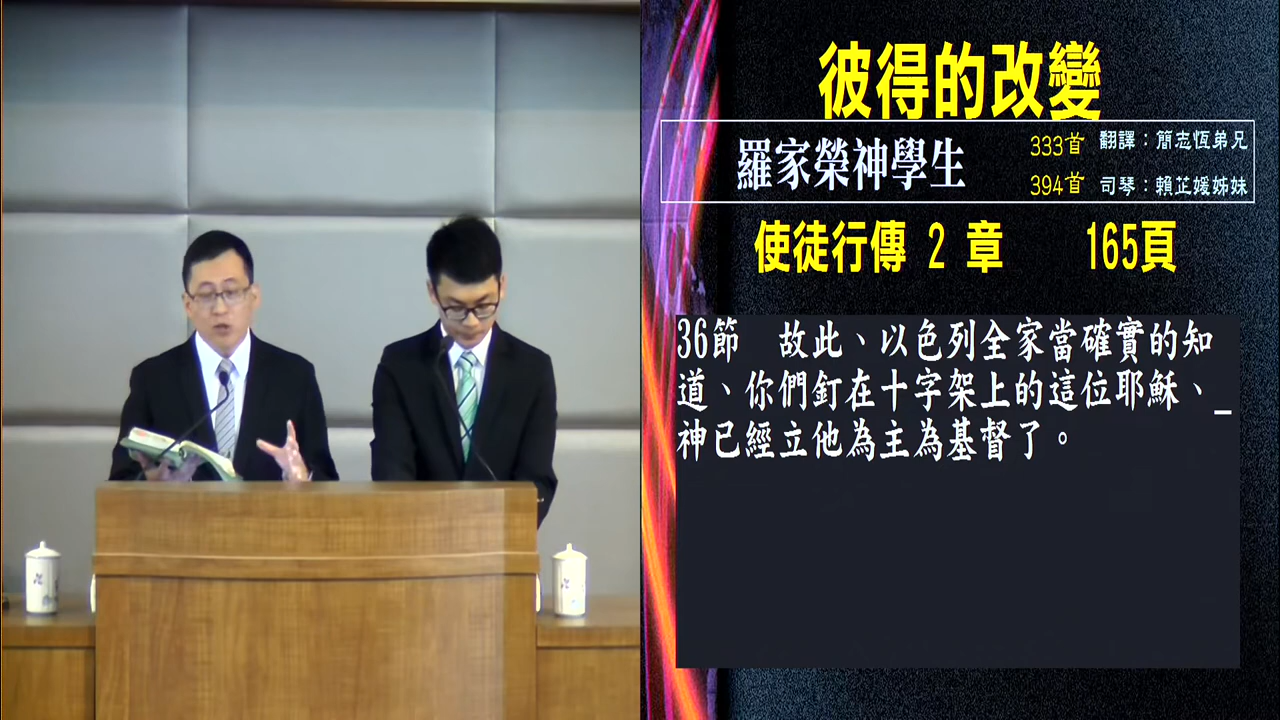 彼得的改變
羅家榮神學生
333首 翻譯：簡志恆弟兄
394首 司琴：賴芷媛姊妹
使徒行傳 2 章 165頁
36節 故此、以色列全家當確實的知
道、你們釘在十字架上的這位耶穌、_
神已經立他為主為基督了。